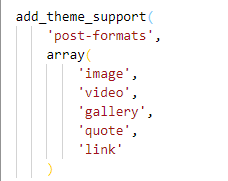 add_theme_support(
'post-formats',
array(
'image',
'video',
'gallery',
'quote',
'link'
)